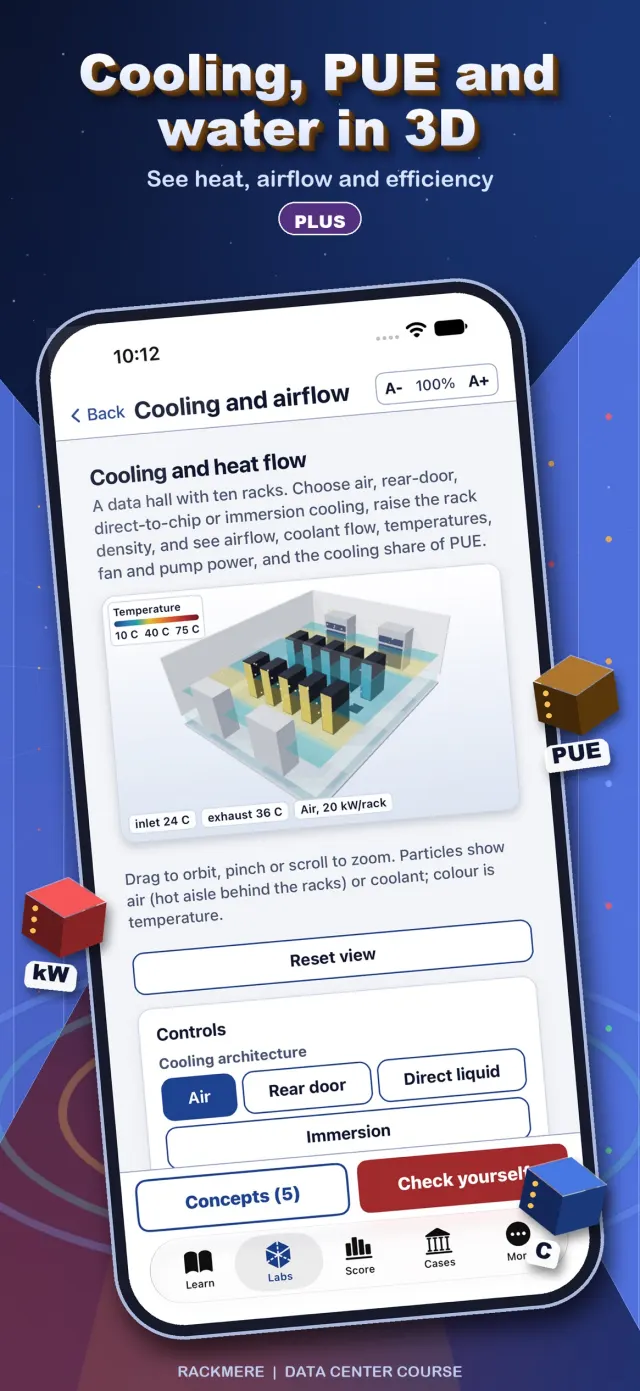 Cooling, PUE and
water in 3D
See heat, airflow and efficiency
PLUS
10:12
Back
Cooling and airflow
A- 100% A+
Cooling and heat flow
A data hall with ten racks. Choose air, rear-door,
direct-to-chip or immersion cooling, raise the rack
density, and see airflow, coolant flow, temperatures,
fan and pump power, and the cooling share of PUE.
Temperature
10 C 40 C 75 C
inlet 24 C
exhaust 36 C
Air, 20 kW/rack
PUE
Drag to orbit, pinch or scroll to zoom. Particles show
air (hot aisle behind the racks) or coolant; colour is
temperature.
kW
Reset view
Controls
Cooling architecture
Air
Rear door
Direct liquid
Immersion
Concepts (5)
Check yourself
Learn
Labs
Score
Cases
Mor
C
RACKMERE | DATA CENTER COURSE